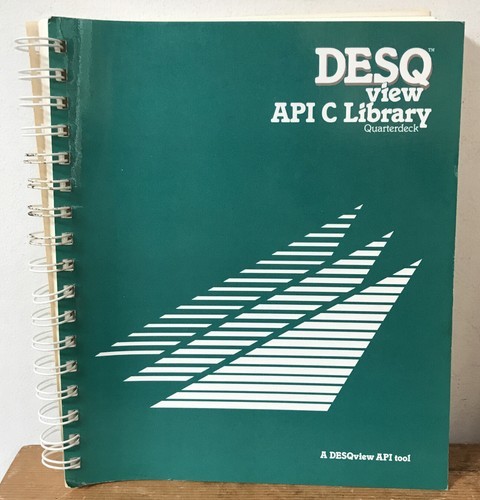 DESQ™
view
API C Library
Quarterdeck
A DESQview API tool